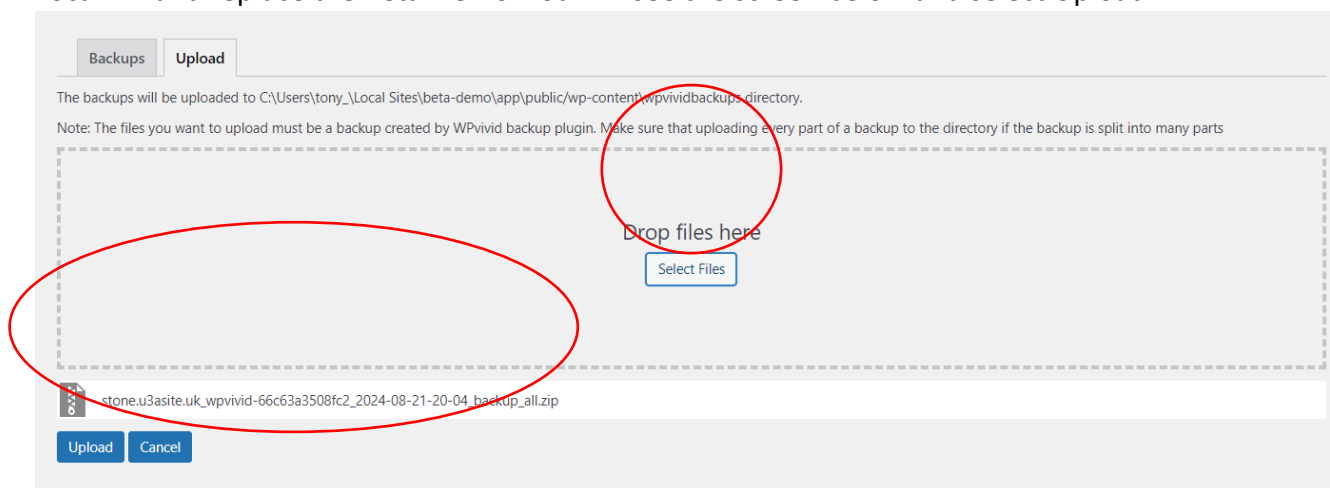 Backups Upload
The backups will be uploaded to C:\Users\tony_\Local Sites\beta-demo\app\public/wp-content\wpvividbackups directory.
Note: The files you want to upload must be a backup created by WPvivid backup plugin. Make sure that uploading every part of a backup to the directory if the backup is split into many parts
Drop files here
Select Files
stone.u3asite.uk_wpvivid-66c63a3508fc2_2024-08-21-20-04_backup_all.zip
Upload Cancel